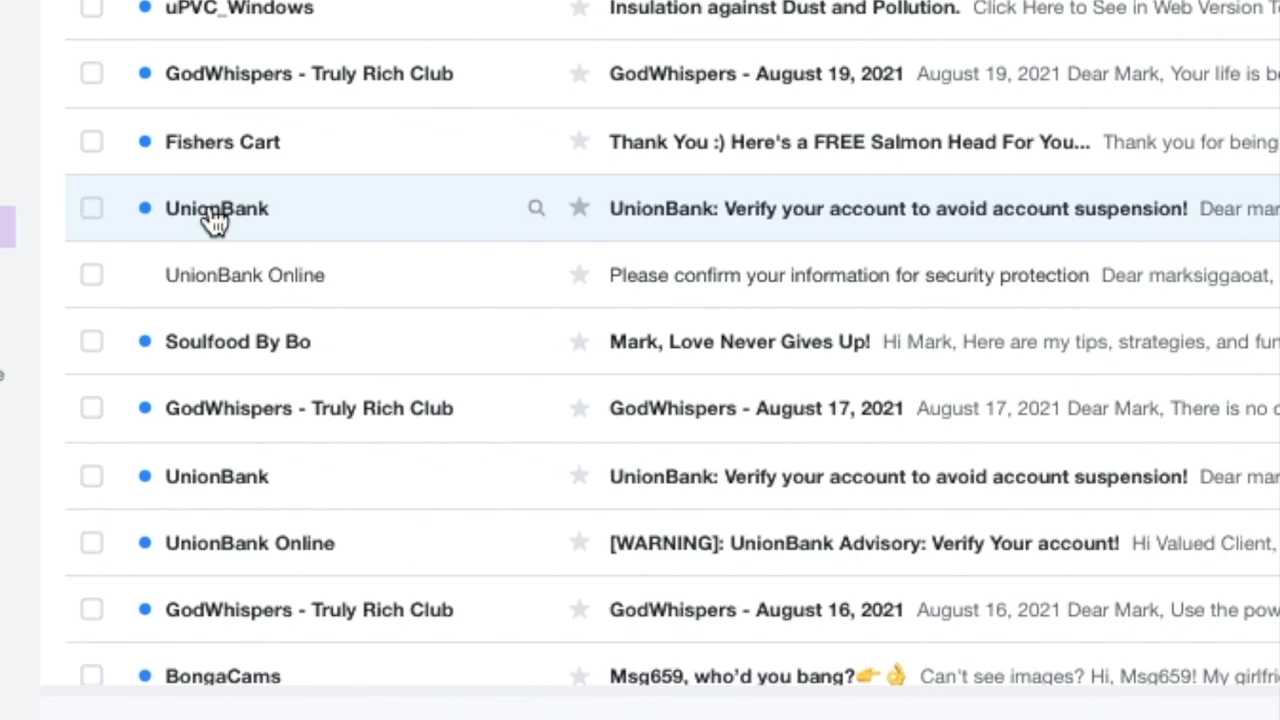 uPVC_Windows Insulation against Dust and Pollution. Click Here to See in Web Version
GodWhispers - Truly Rich Club GodWhispers - August 19, 2021 August 19, 2021 Dear Mark, Your life is
Fishers Cart Thank You :) Here's a FREE Salmon Head For You... Thank you for being
UnionBank UnionBank: Verify your account to avoid account suspension! Dear
UnionBank Online Please confirm your information for security protection Dear marksiggaoat,
Soulfood By Bo Mark, Love Never Gives Up! Hi Mark, Here are my tips, strategies, and
GodWhispers - Truly Rich Club GodWhispers - August 17, 2021 August 17, 2021 Dear Mark, There is no
UnionBank UnionBank: Verify your account to avoid account suspension! Dear
UnionBank Online [WARNING]: UnionBank Advisory: Verify Your account! Hi Valued Client,
GodWhispers - Truly Rich Club GodWhispers - August 16, 2021 August 16, 2021 Dear Mark, Use the
BongaCams Msg659, who'd you bang?👉👌 Can't see images? Hi, Msg659! My